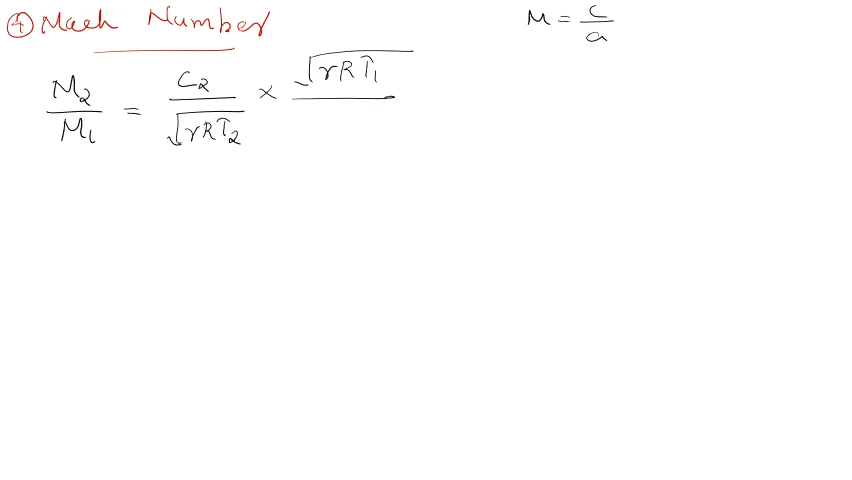 ④ Mach Number
M = c/a
M₂/M₁ = C₂/√(γRT₂) × √(γRT₁)/